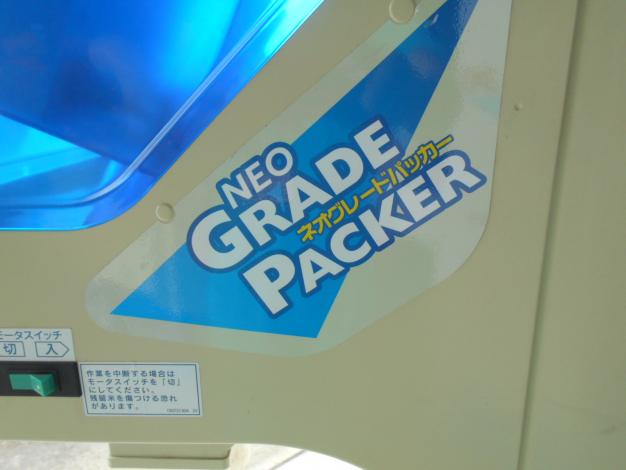 NEO
GRADE
ネオグレードパッカー
PACKER
モータスイッチ
切 入
作業を中断する場合は
モータスイッチを「切」
にしてください。
残留米を傷つける恐れ
があります。